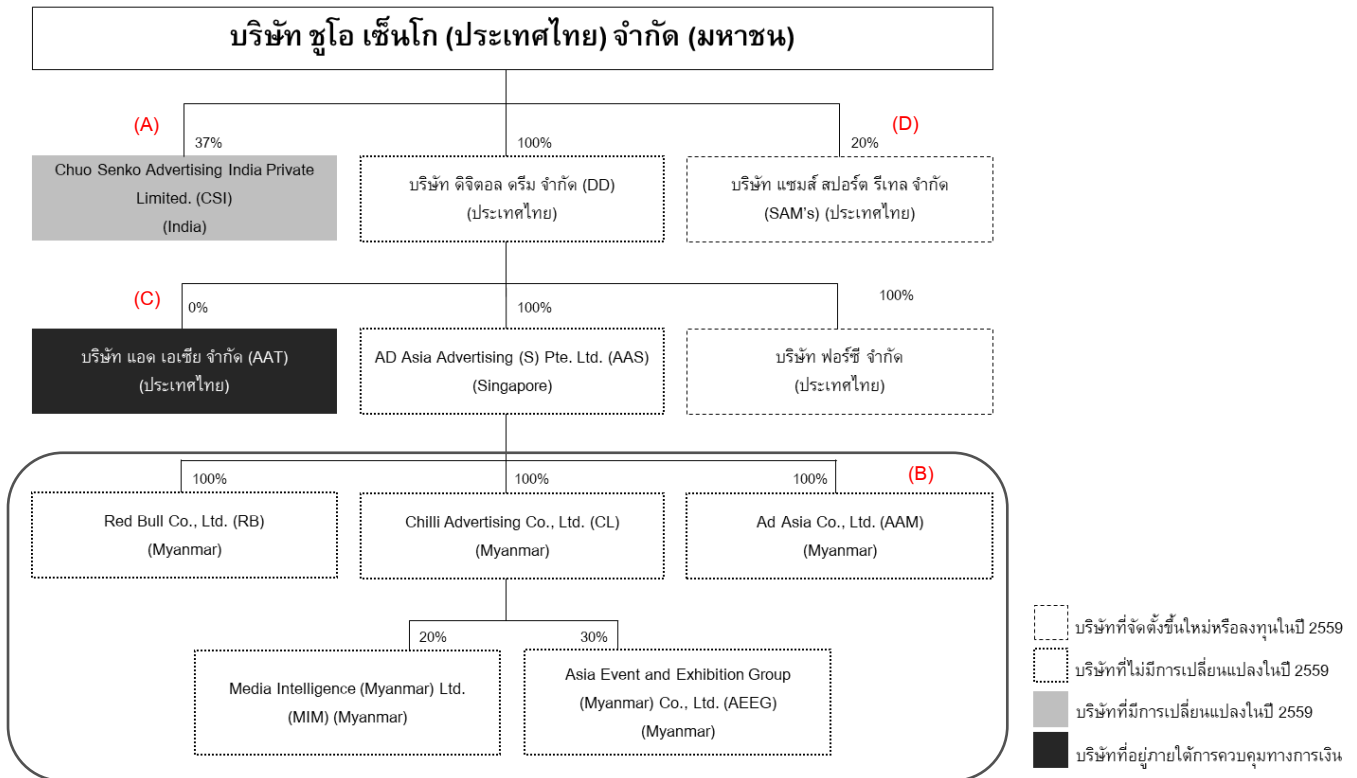 บริษัท ชูโอ เซ็นโก (ประเทศไทย) จำกัด (มหาชน)
(A)
(D)
37%
100%
20%
Chuo Senko Advertising India Private
Limited. (CSI)
(India)
บริษัท ดิจิตอล ดรีม จำกัด (DD)
(ประเทศไทย)
บริษัท แซมส์ สปอร์ต รีเทล จำกัด
(SAM's) (ประเทศไทย)
(C)
0%
100%
100%
บริษัท แอด เอเซีย จำกัด (AAT)
(ประเทศไทย)
AD Asia Advertising (S) Pte. Ltd. (AAS)
(Singapore)
บริษัท ฟอร์ซี จำกัด
(ประเทศไทย)
(B)
100%
100%
100%
Red Bull Co., Ltd. (RB)
(Myanmar)
Chilli Advertising Co., Ltd. (CL)
(Myanmar)
Ad Asia Co., Ltd. (AAM)
(Myanmar)
20%
30%
Media Intelligence (Myanmar) Ltd.
(MIM) (Myanmar)
Asia Event and Exhibition Group
(Myanmar) Co., Ltd. (AEEG)
(Myanmar)
บริษัทที่จัดตั้งขึ้นใหม่หรือลงทุนในปี 2559
บริษัทที่ไม่มีการเปลี่ยนแปลงในปี 2559
บริษัทที่มีการเปลี่ยนแปลงในปี 2559
บริษัทที่อยู่ภายใต้การควบคุมทางการเงิน